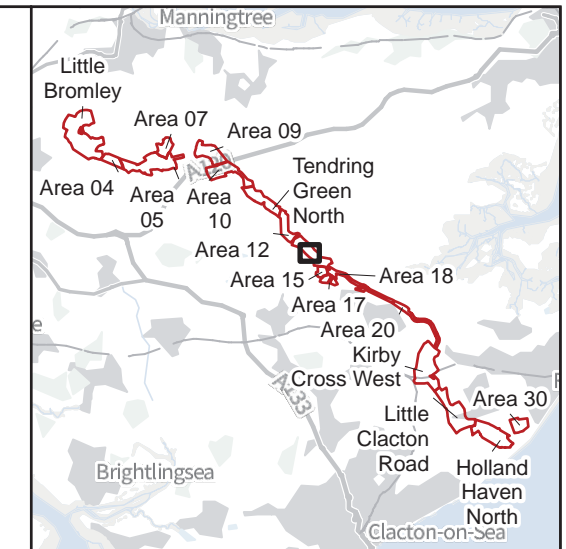 Manningtree
Little
Bromley
Area 07
Area 09
A120
Tendring
Green
North
Area 04
Area
05
Area
10
Area 12
Area 15
Area 18
Area 17
Area 20
Kirby
Cross West
A133
Area 30
Little
Clacton
Road
Holland
Haven
North
Brightlingsea
Clacton-on-Sea